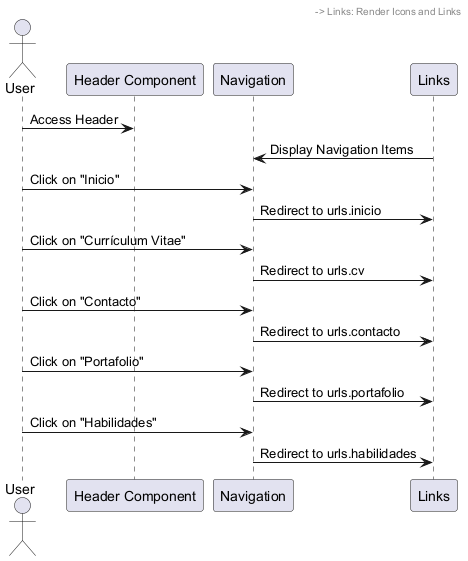 -> Links: Render Icons and Links
User
Header Component
Navigation
Links
Access Header
Display Navigation Items
Click on "Inicio"
Redirect to urls.inicio
Click on "Currículum Vitae"
Redirect to urls.cv
Click on "Contacto"
Redirect to urls.contacto
Click on "Portafolio"
Redirect to urls.portafolio
Click on "Habilidades"
Redirect to urls.habilidades
User
Header Component
Navigation
Links